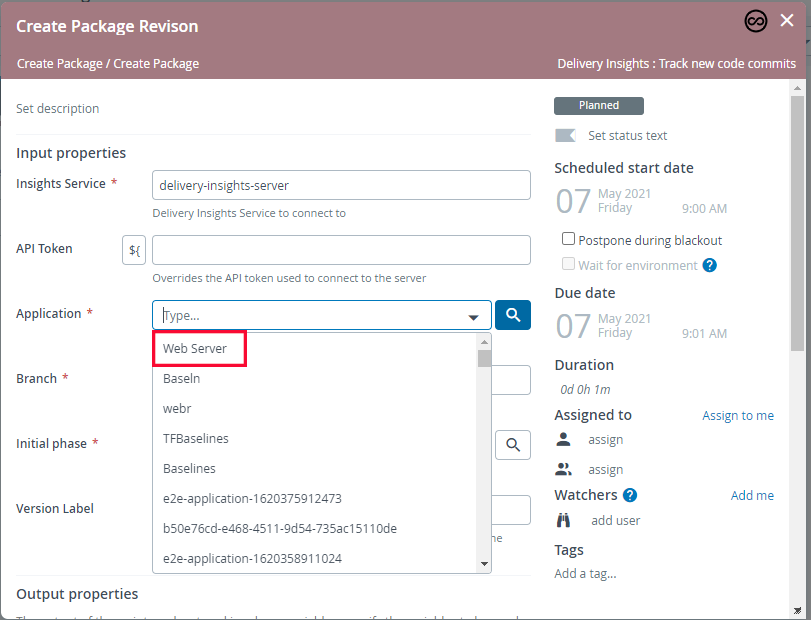 Create Package Revison
Create Package / Create Package
Delivery Insights : Track new code commits
Set description
Input properties
Insights Service *
delivery-insights-server
Delivery Insights Service to connect to
API Token
${
Overrides the API token used to connect to the server
Application *
Type...
Web Server
Baseln
webr
TFBaselines
Baselines
e2e-application-1620375912473
b50e76cd-e468-4511-9d54-735ac15110de
e2e-application-1620358911024
Branch *
Initial phase *
Version Label
ne
Output properties
Planned
Set status text
Scheduled start date
07 May 2021
Friday 9:00 AM
Postpone during blackout
Wait for environment ?
Due date
07 May 2021
Friday 9:01 AM
Duration
0d 0h 1m
Assigned to Assign to me
assign
assign
Watchers ? Add me
add user
Tags
Add a tag...